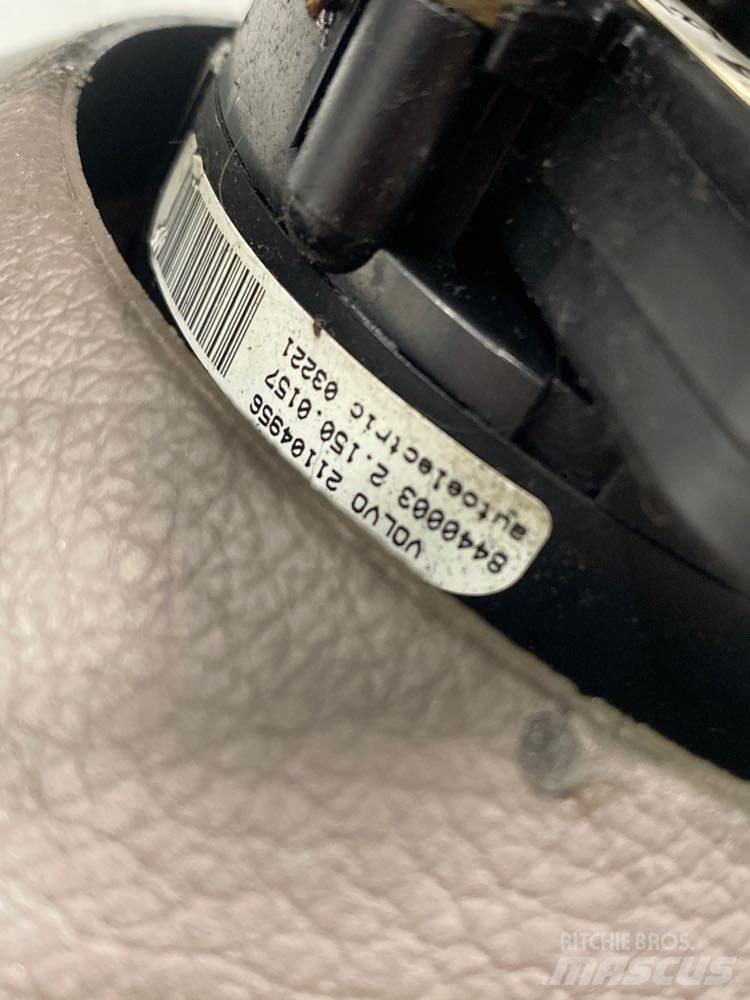 VOLVO 21104956
84400003 2.150.0157
autoelectric 03221
RITCHIE BROS.
MASCUS